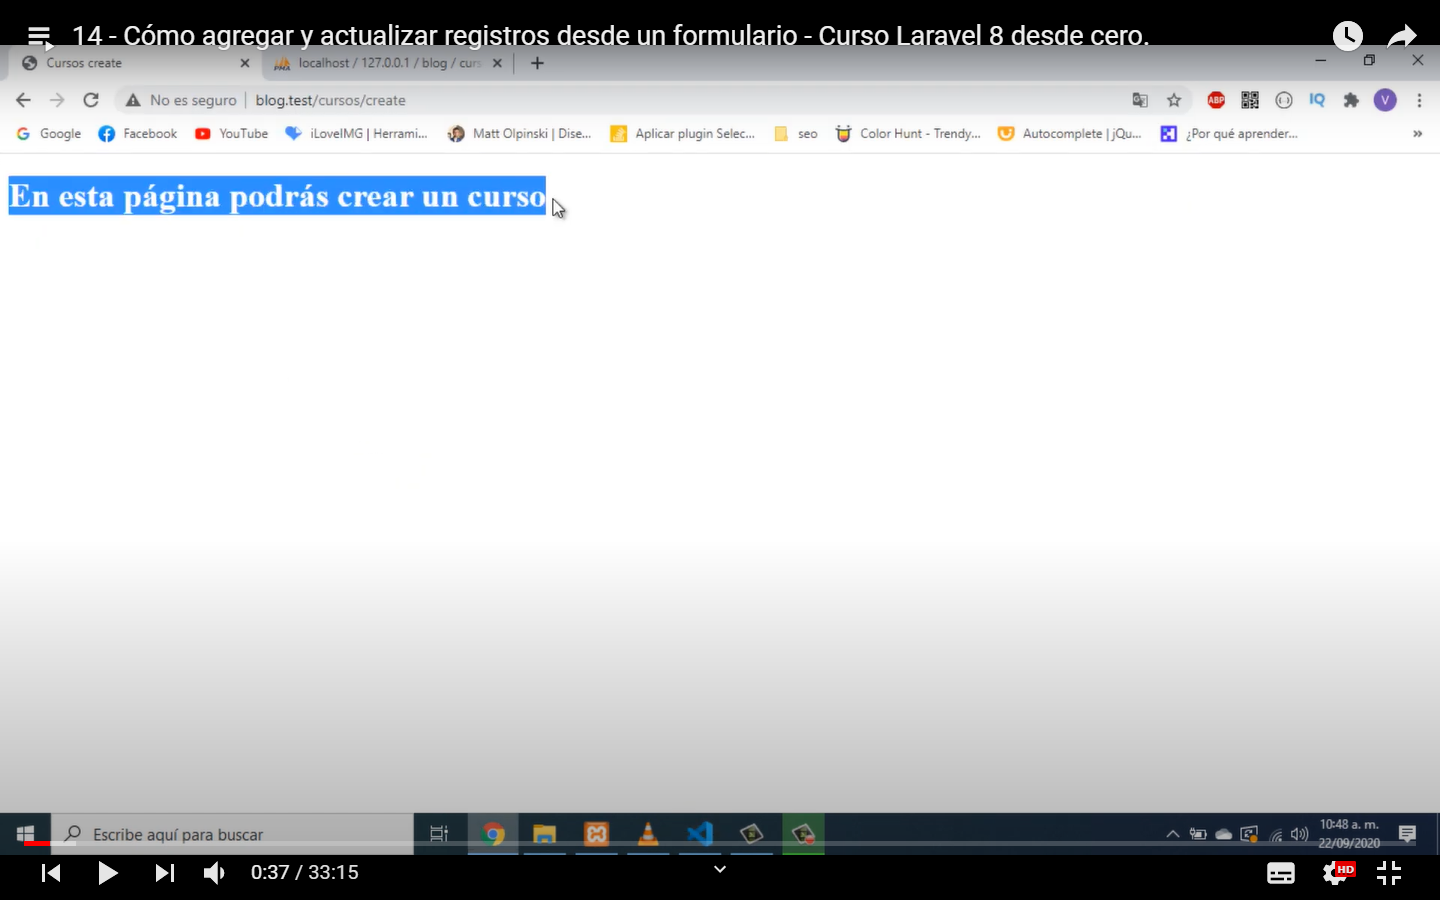 14 - Cómo agregar y actualizar registros desde un formulario - Curso Laravel 8 desde cero.
Cursos create
localhost / 127.0.0.1 / blog / curs
No es seguro
blog.test/cursos/create
ABP
IQ
V
Google
Facebook
YouTube
iLoveIMG | Herrami...
Matt Olpinski | Dise...
Aplicar plugin Selec...
seo
Color Hunt - Trendy...
Autocomplete | jQu...
¿Por qué aprender...
En esta página podrás crear un curso
Escribe aquí para buscar
10:48 a. m.
22/09/2020
0:37 / 33:15
HD